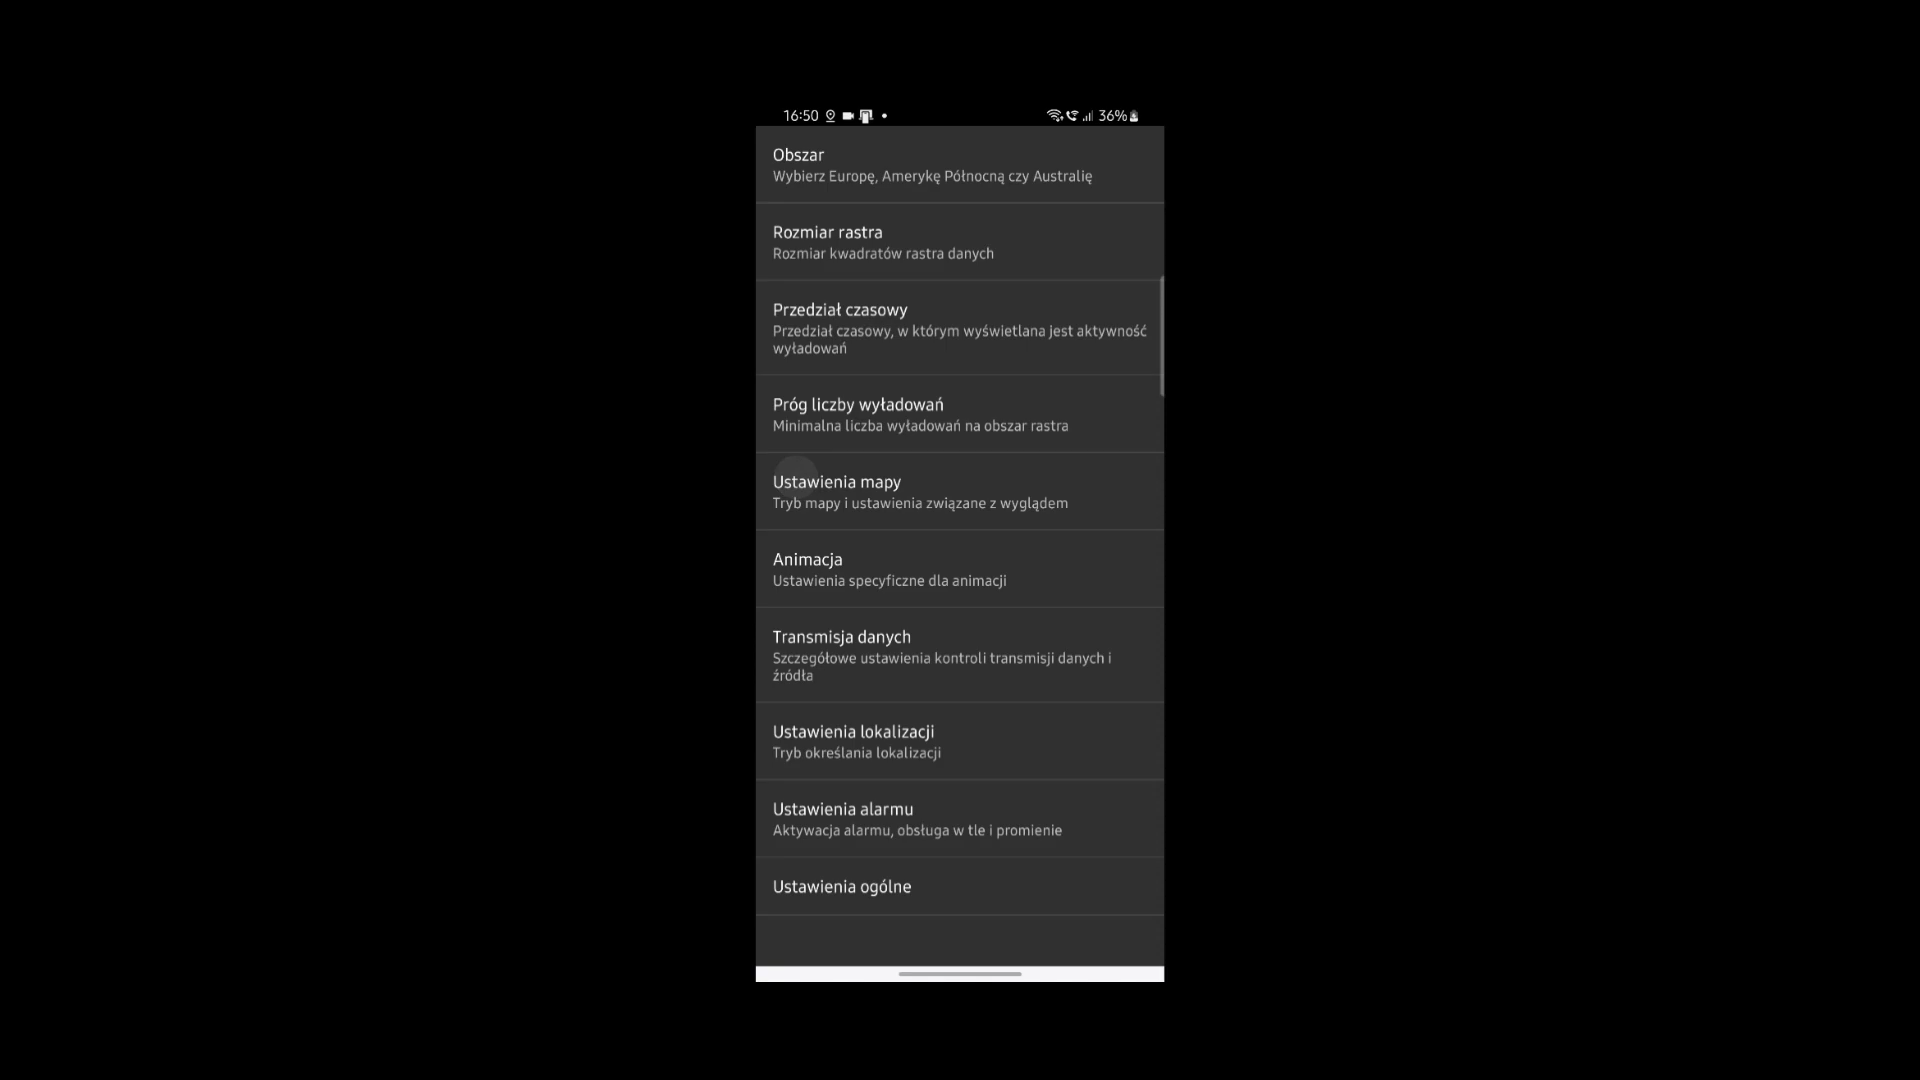 16:50 36%
Obszar
Wybierz Europę, Amerykę Północną czy Australię
Rozmiar rastra
Rozmiar kwadratów rastra danych
Przedział czasowy
Przedział czasowy, w którym wyświetlana jest aktywność
wyładowań
Próg liczby wyładowań
Minimalna liczba wyładowań na obszar rastra
Ustawienia mapy
Tryb mapy i ustawienia związane z wyglądem
Animacja
Ustawienia specyficzne dla animacji
Transmisja danych
Szczegółowe ustawienia kontroli transmisji danych i
źródła
Ustawienia lokalizacji
Tryb określania lokalizacji
Ustawienia alarmu
Aktywacja alarmu, obsługa w tle i promienie
Ustawienia ogólne